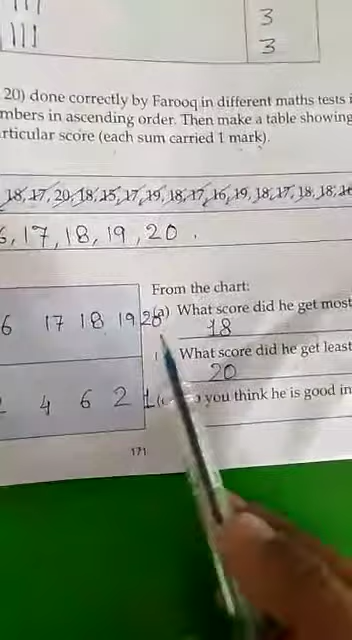 III
3
III
3
20) done correctly by Farooq in different maths tests
mbers in ascending order. Then make a table showing
rticular score (each sum carried 1 mark).
18, 17, 20, 18, 15, 17, 19, 18, 17, 16, 19, 18, 17, 18, 18,
6, 17, 18, 19, 20.
From the chart:
6 17 18 19 20
(a) What score did he get most
18
What score did he get least
20
4 6 2 1
you think he is good in
171